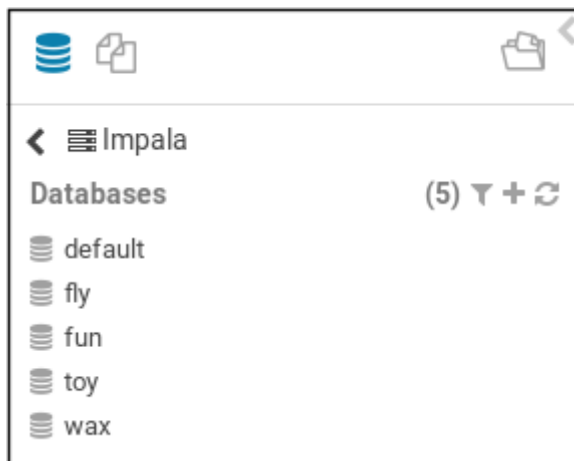 Impala
Databases (5)
default
fly
fun
toy
wax